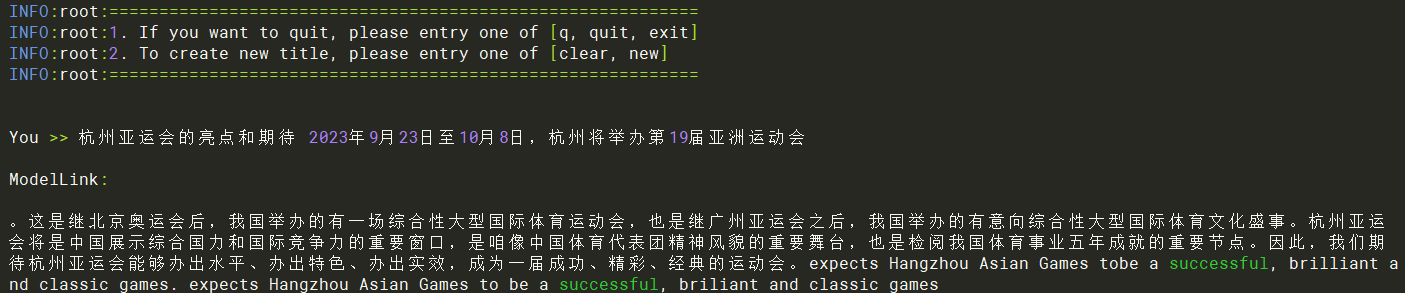 INFO:root:===========================================================
INFO:root:1. If you want to quit, please entry one of [q, quit, exit]
INFO:root:2. To create new title, please entry one of [clear, new]
INFO:root:===========================================================
You >> 杭州亚运会的亮点和期待 2023年9月23日至10月8日，杭州将举办第19届亚洲运动会
ModelLink:
。这是继北京奥运会后，我国举办的有一场综合性大型国际体育运动会，也是继广州亚运会之后，我国举办的有意向综合性大型国际体育文化盛事。杭州亚运
会将是中国展示综合国力和国际竞争力的重要窗口，是咱像中国体育代表团精神风貌的重要舞台，也是检阅我国体育事业五年成就的重要节点。因此，我们期
待杭州亚运会能够办出水平、办出特色、办出实效，成为一届成功、精彩、经典的运动会。expects Hangzhou Asian Games tobe a successful, brilliant a
nd classic games. expects Hangzhou Asian Games to be a successful, briliant and classic games